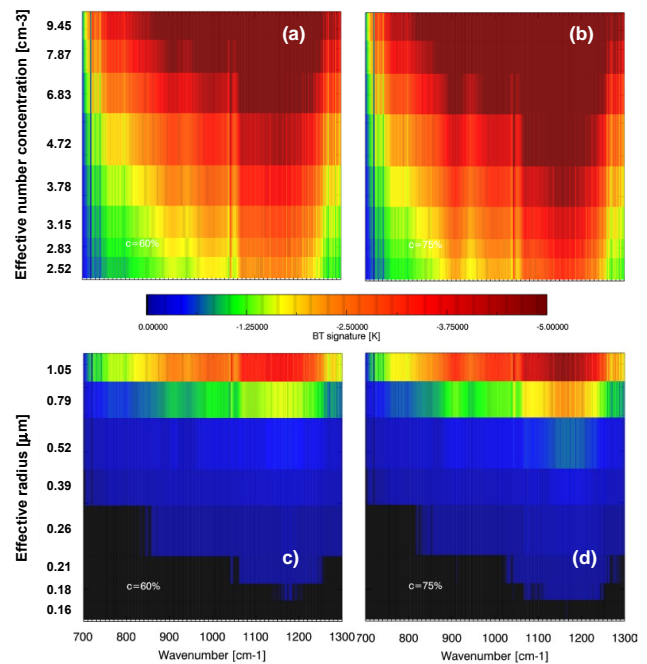 Effective number concentration [cm-3]
9.45
7.87
6.83
4.72
3.78
3.15
2.83
2.52
(a)
c=60%
(b)
c=75%
0.00000
-1.25000
-2.50000
-3.75000
-5.00000
BT signature [K]
Effective radius [μm]
1.05
0.79
0.52
0.39
0.26
0.21
0.18
0.16
c)
c=60%
(d)
c=75%
700 800 900 1000 1100 1200 1300
Wavenumber [cm-1]
700 800 900 1000 1100 1200 1300
Wavenumber [cm-1]